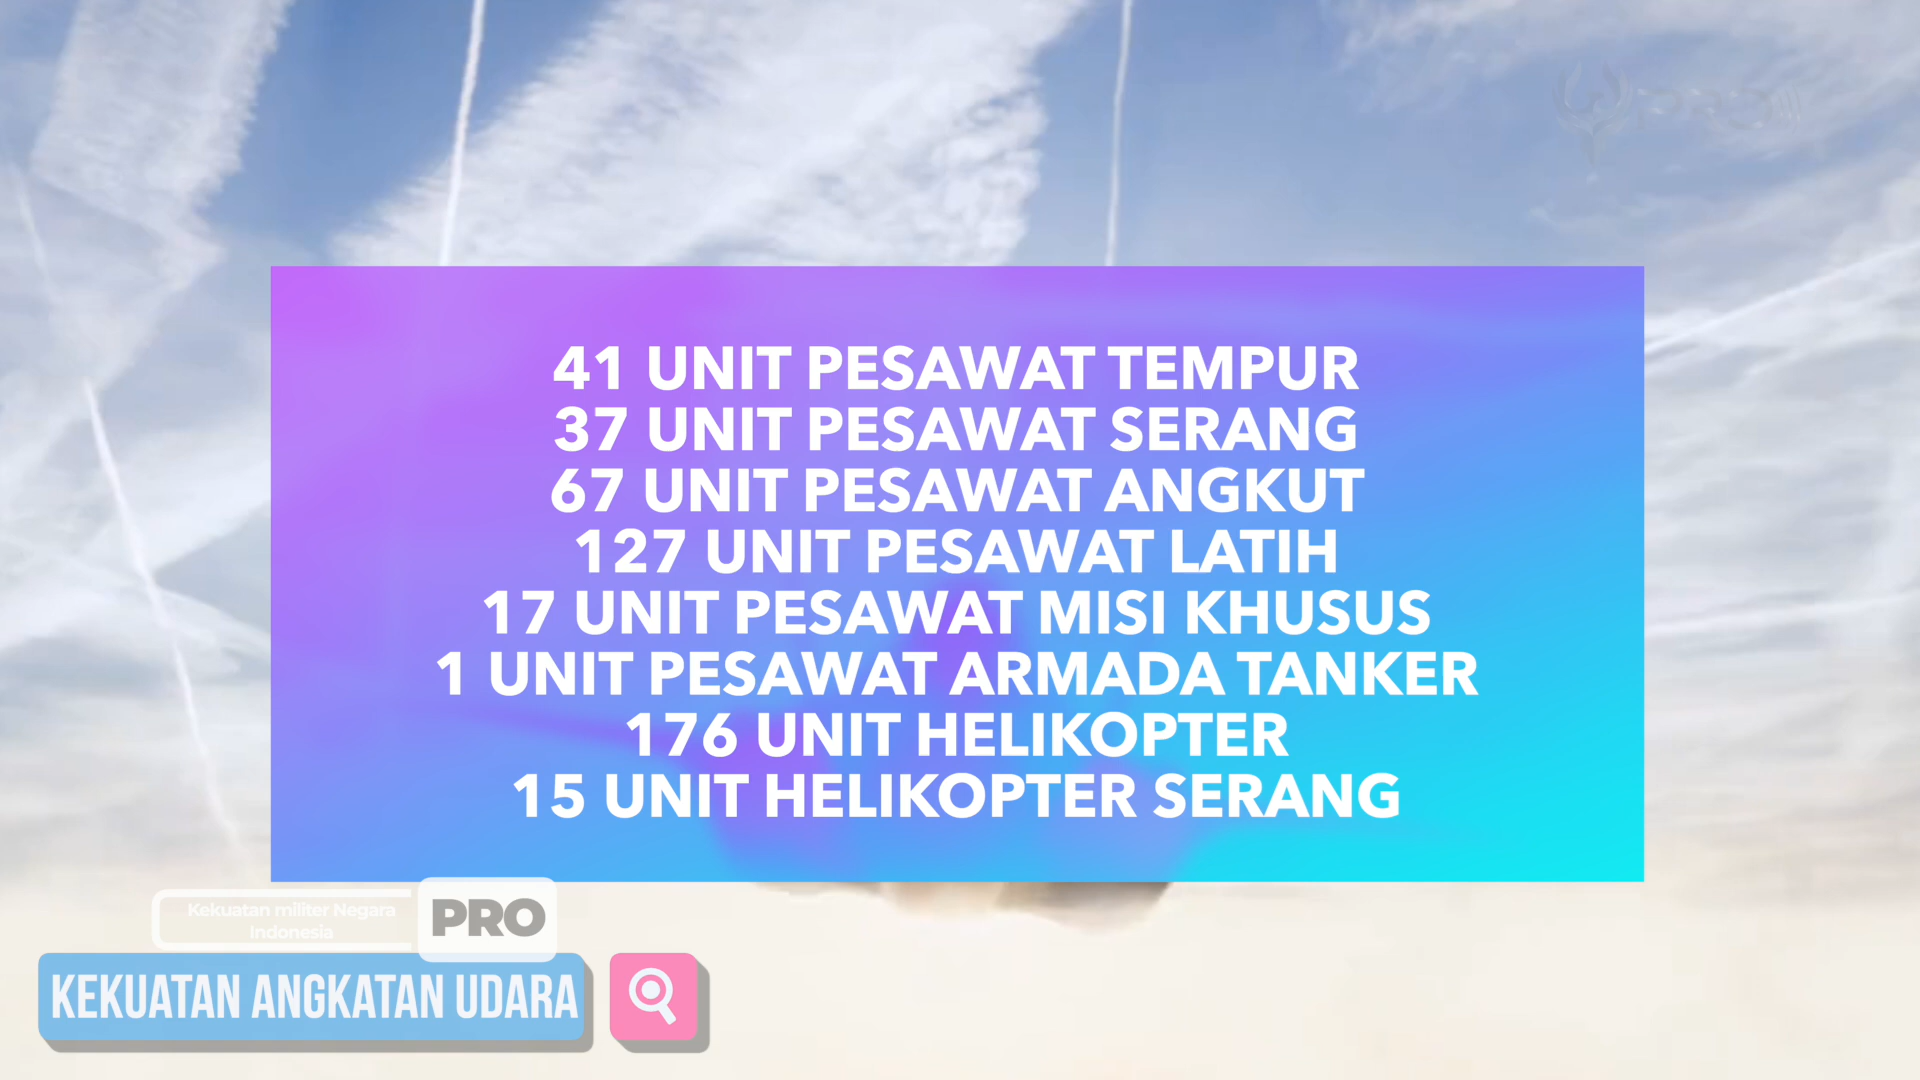 PRO
41 UNIT PESAWAT TEMPUR
37 UNIT PESAWAT SERANG
67 UNIT PESAWAT ANGKUT
127 UNIT PESAWAT LATIH
17 UNIT PESAWAT MISI KHUSUS
1 UNIT PESAWAT ARMADA TANKER
176 UNIT HELIKOPTER
15 UNIT HELIKOPTER SERANG
Kekuatan militer Negara
Indonesia
PRO
KEKUATAN ANGKATAN UDARA